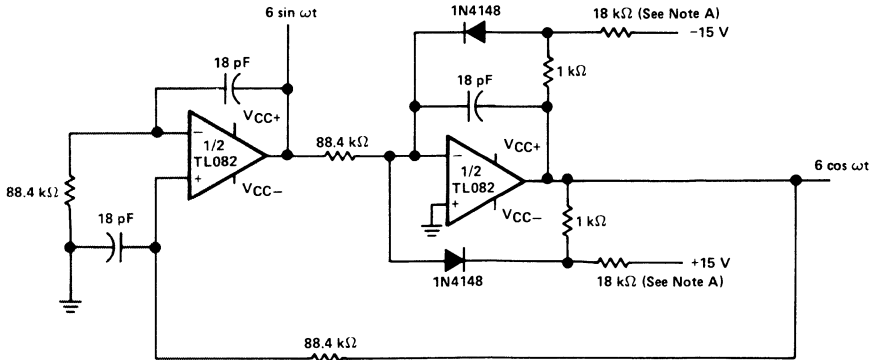 6 sin ωt
1N4148
18 kΩ (See Note A)
−15 V
18 pF
18 pF
1 kΩ
VCC+
−
1/2
TL082
+
VCC−
88.4 kΩ
VCC+
−
1/2
TL082
+
VCC−
6 cos ωt
88.4 kΩ
18 pF
1 kΩ
+15 V
1N4148
18 kΩ (See Note A)
88.4 kΩ